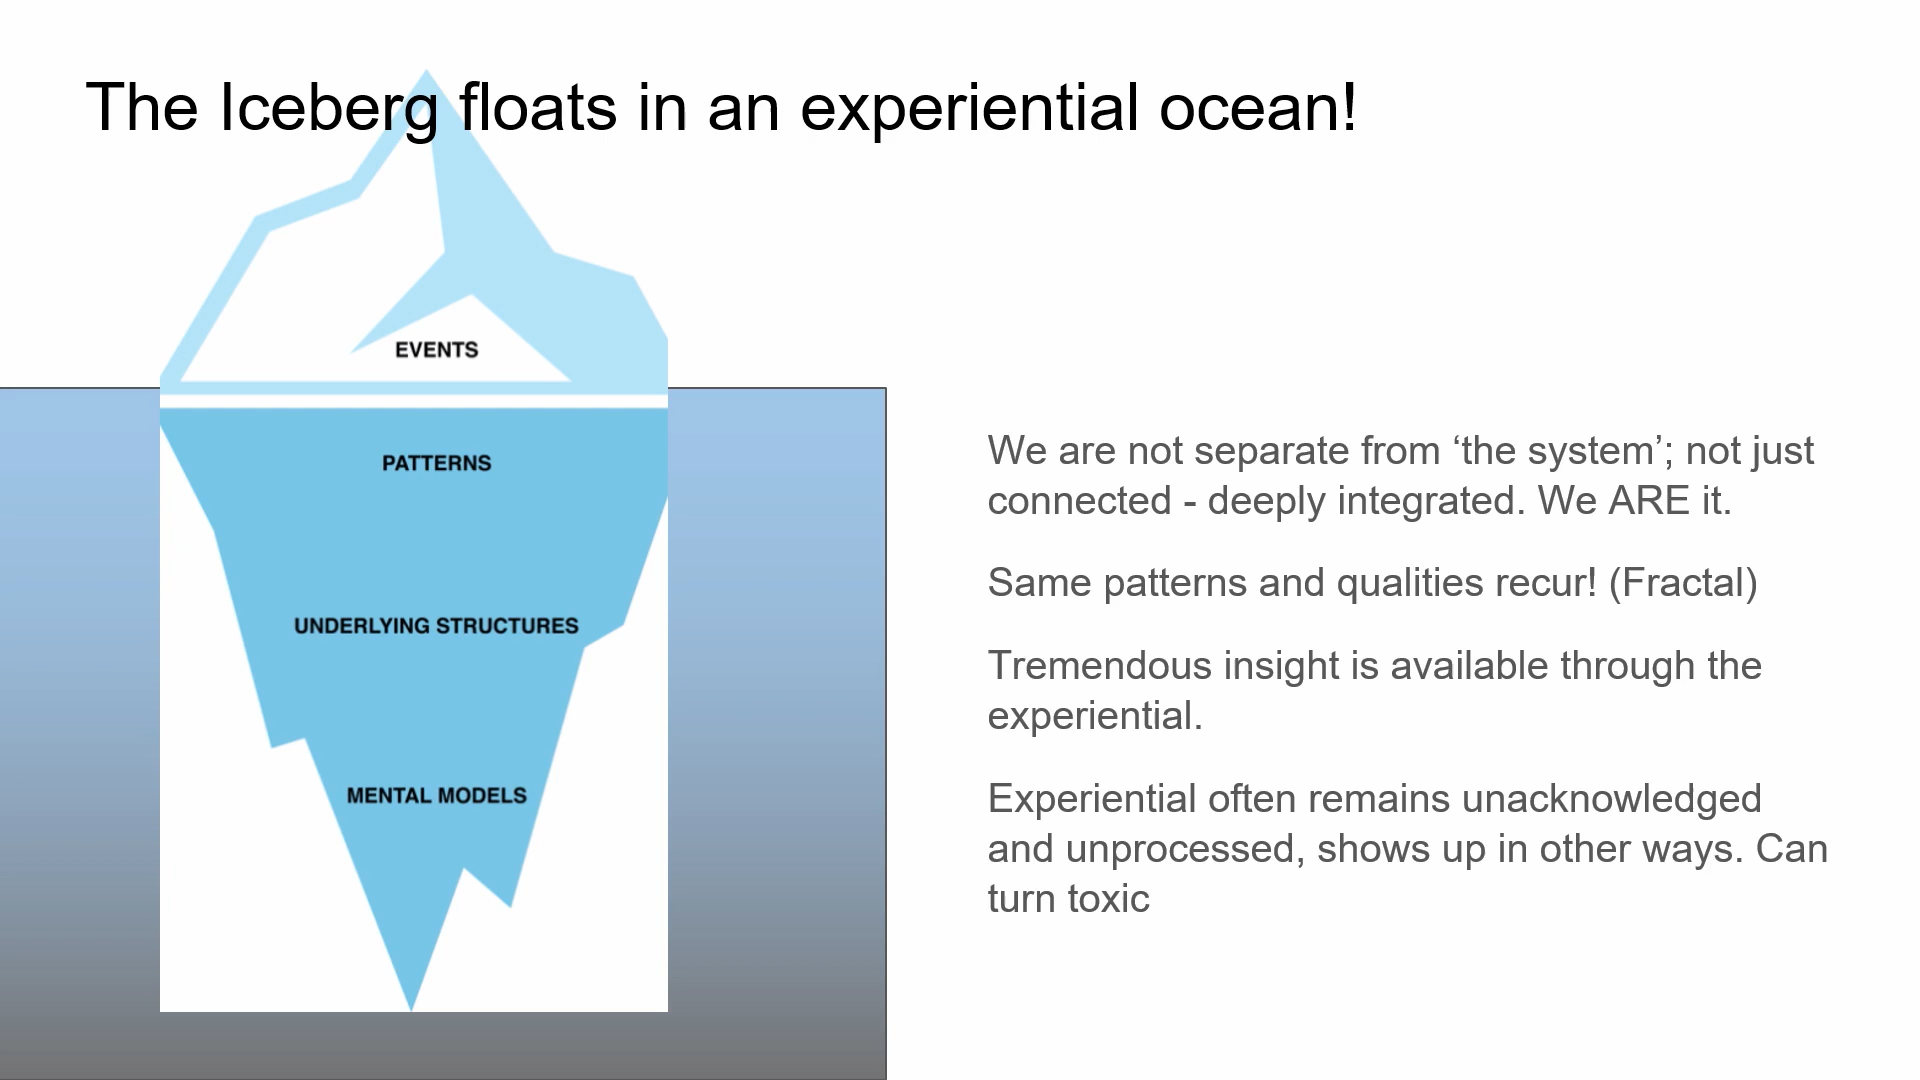 The Iceberg floats in an experiential ocean!
EVENTS
PATTERNS
UNDERLYING STRUCTURES
MENTAL MODELS
We are not separate from ‘the system’; not just
connected - deeply integrated. We ARE it.
Same patterns and qualities recur! (Fractal)
Tremendous insight is available through the
experiential.
Experiential often remains unacknowledged
and unprocessed, shows up in other ways. Can
turn toxic